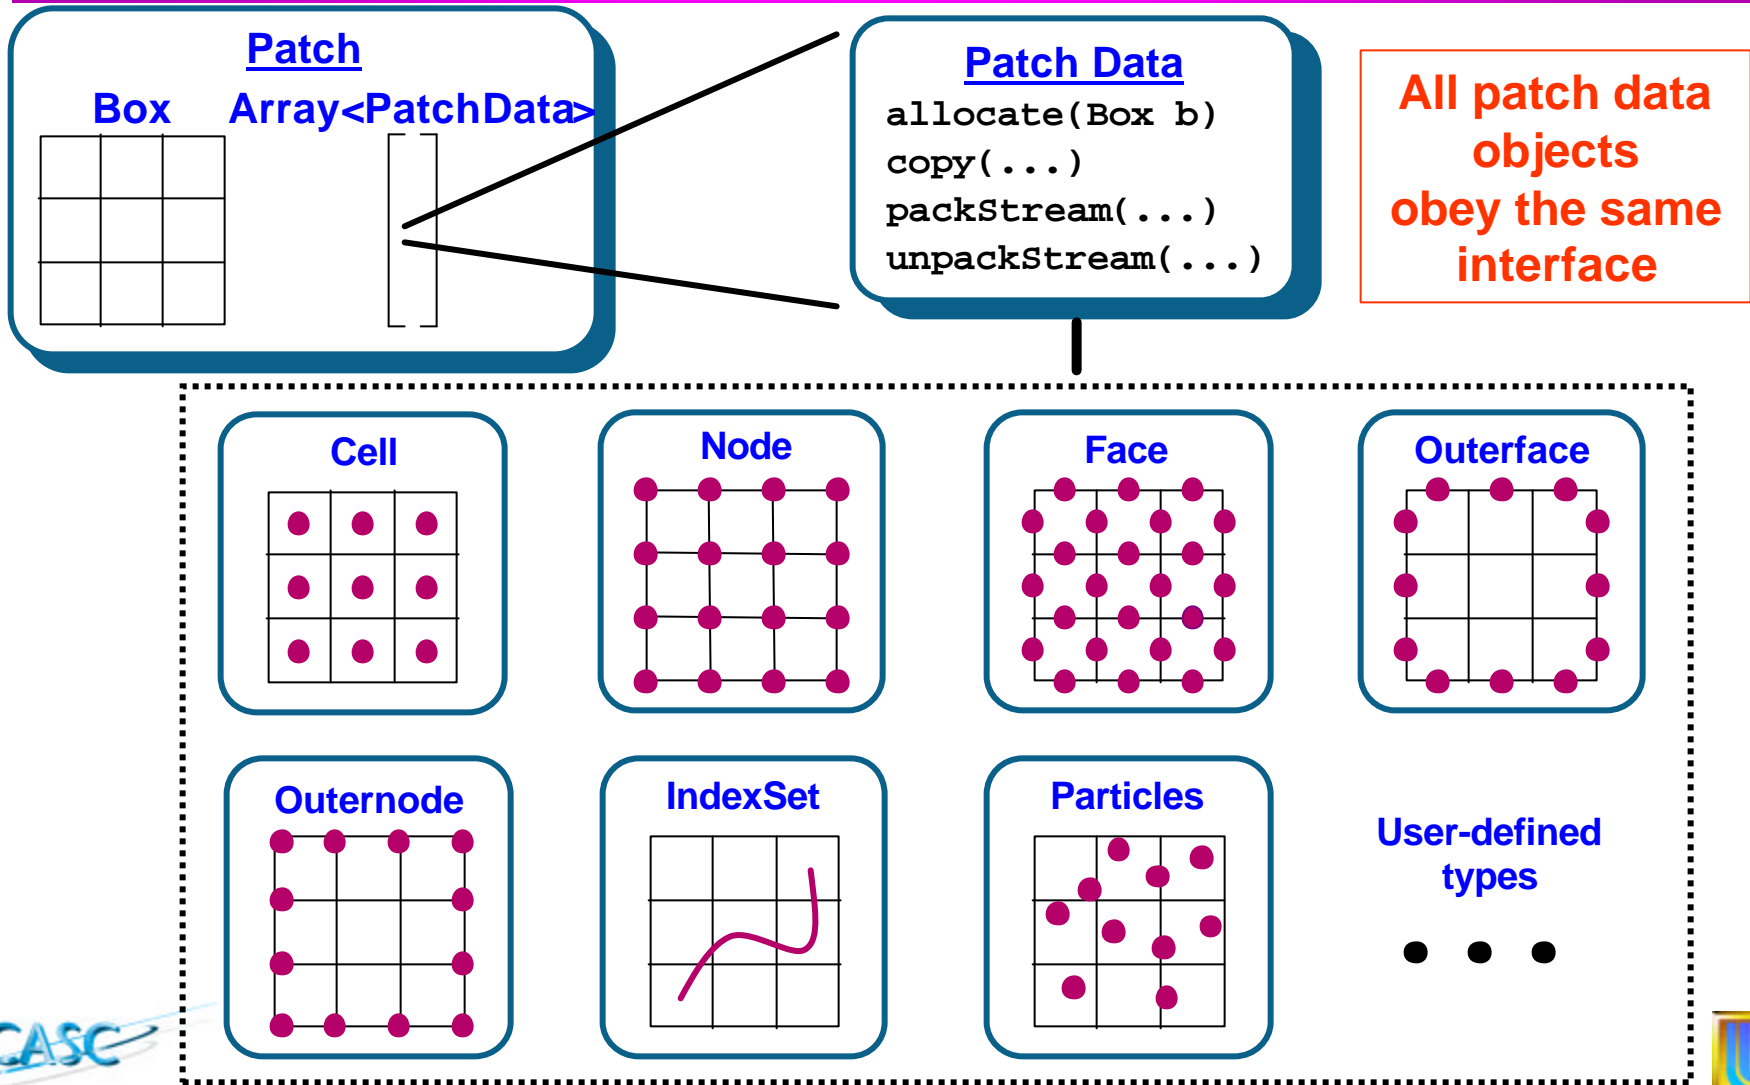 Patch
Box Array<PatchData>
Patch Data
allocate(Box b)
copy(...)
packStream(...)
unpackStream(...)
All patch data
objects
obey the same
interface
Cell
Node
Face
Outerface
Outernode
IndexSet
Particles
User-defined
types
CASC